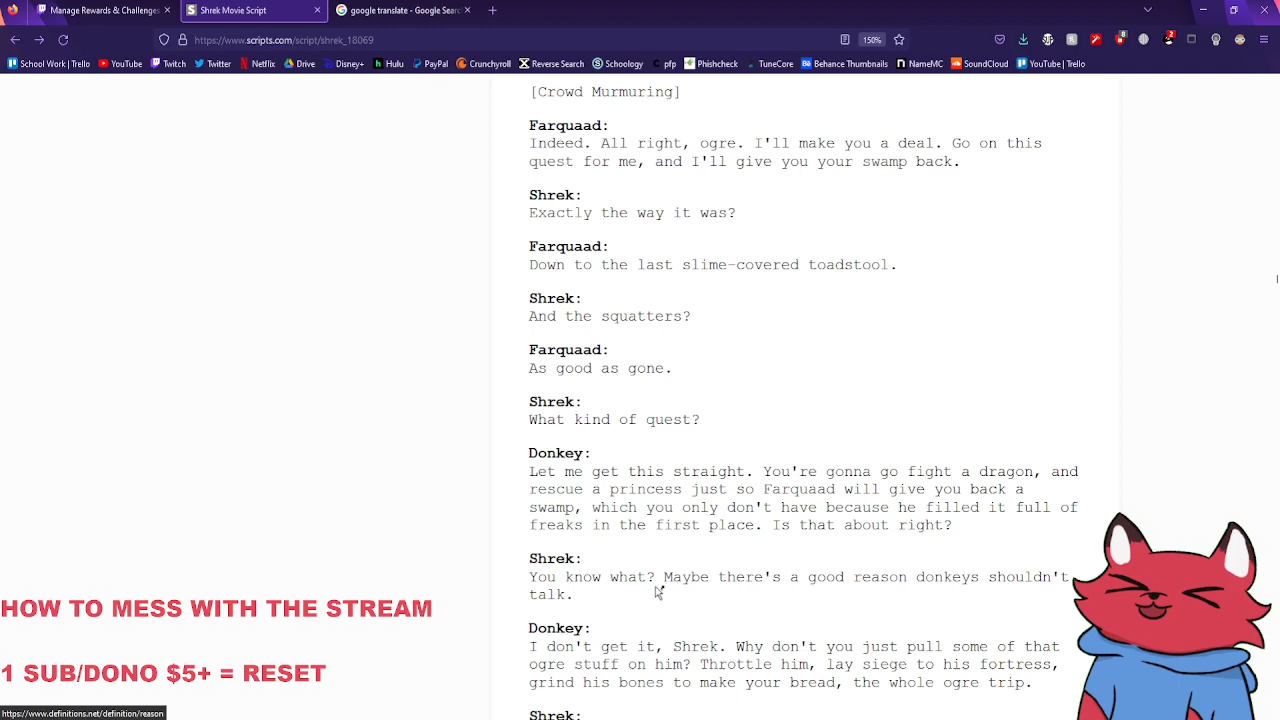 Manage Rewards & Challenges
Shrek Movie Script
google translate - Google Searc
https://www.scripts.com/script/shrek_18069
150%
School Work | Trello
YouTube
Twitch
Twitter
Netflix
Drive
Disney+
Hulu
PayPal
Crunchyroll
Reverse Search
Schoology
pfp
Phishcheck
TuneCore
Behance Thumbnails
NameMC
SoundCloud
YouTube | Trello
[Crowd Murmuring]
Farquaad:
Indeed. All right, ogre. I'll make you a deal. Go on this
quest for me, and I'll give you your swamp back.
Shrek:
Exactly the way it was?
Farquaad:
Down to the last slime-covered toadstool.
Shrek:
And the squatters?
Farquaad:
As good as gone.
Shrek:
What kind of quest?
Donkey:
Let me get this straight. You're gonna go fight a dragon, and
rescue a princess just so Farquaad will give you back a
swamp, which you only don't have because he filled it full of
freaks in the first place. Is that about right?
Shrek:
You know what? Maybe there's a good reason donkeys shouldn't
talk.
Donkey:
I don't get it, Shrek. Why don't you just pull some of that
ogre stuff on him? Throttle him, lay siege to his fortress,
grind his bones to make your bread, the whole ogre trip.
Shrek:
HOW TO MESS WITH THE STREAM
1 SUB/DONO $5+ = RESET
https://www.definitions.net/definition/reason